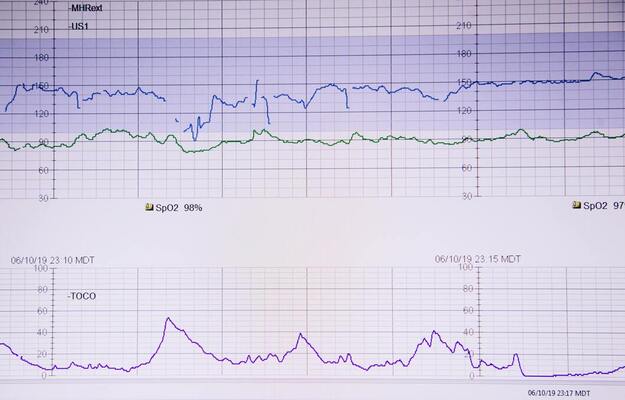 240 -MHRext
-US1
210 210
180 180
150 150
120 120
90 90
60 60
30 30
SpO2 98% SpO2 97
06/10/19 23:10 MDT 06/10/19 23:15 MDT
100 100
80 80
-TOCO
60 60
40 40
20 20
0 0
06/10/19 23:17 MDT